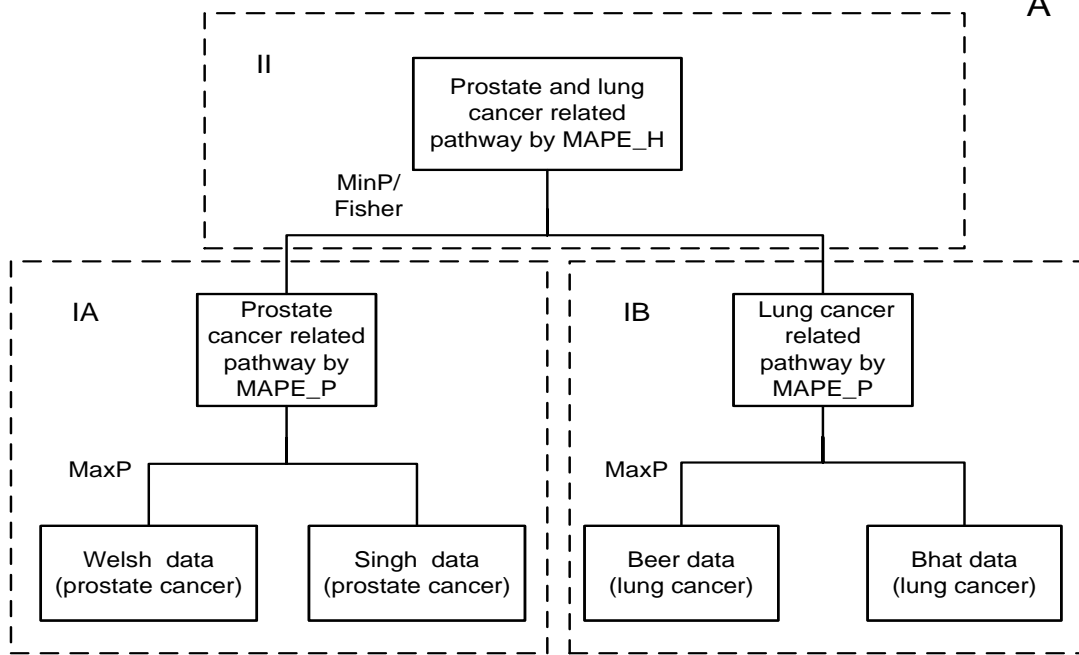 A
II
Prostate and lung
cancer related
pathway by MAPE_H
MinP/
Fisher
IA
Prostate
cancer related
pathway by
MAPE_P
MaxP
Welsh data
(prostate cancer)
Singh data
(prostate cancer)
IB
Lung cancer
related
pathway by
MAPE_P
MaxP
Beer data
(lung cancer)
Bhat data
(lung cancer)